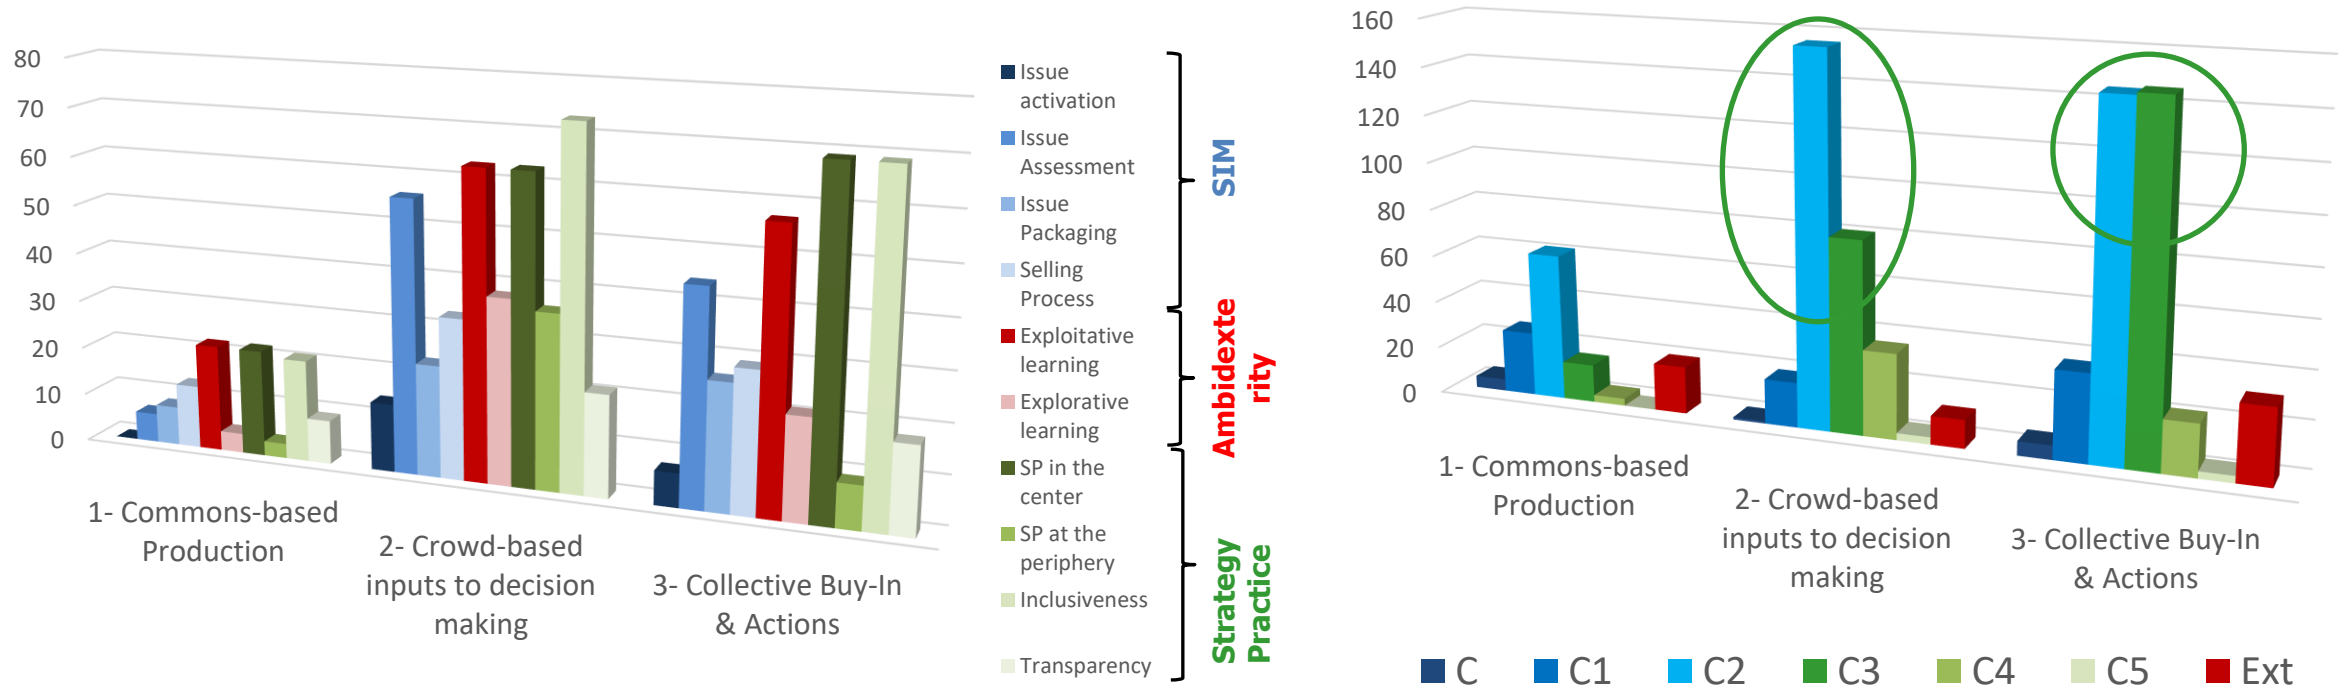 80
70
60
50
40
30
20
10
0
1- Commons-based
Production
2- Crowd-based
inputs to decision
making
3- Collective Buy-In
& Actions
Issue
activation
Issue
Assessment
Issue
Packaging
Selling
Process
Exploitative
learning
Explorative
learning
SP in the
center
SP at the
periphery
Inclusiveness
Transparency
SIM
Ambidexte
rity
Strategy
Practice
160
140
120
100
80
60
40
20
0
1- Commons-based
Production
2- Crowd-based
inputs to decision
making
3- Collective Buy-In
& Actions
C C1 C2 C3 C4 C5 Ext